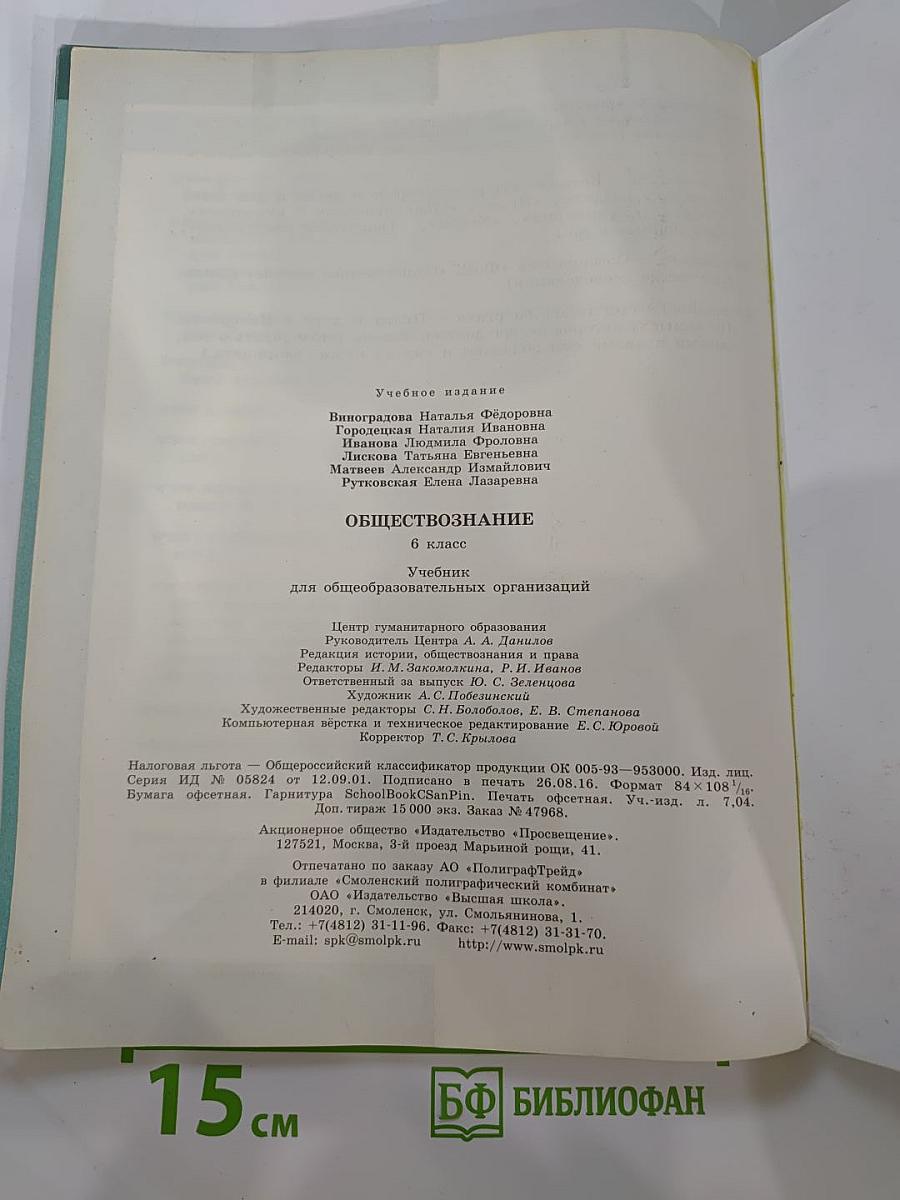 Учебное издание
Виноградова Наталья Фёдоровна
Городецкая Наталия Ивановна
Иванова Людмила Фроловна
Лискова Татьяна Евгеньевна
Матвеев Александр Измайлович
Рутковская Елена Лазаревна
ОБЩЕСТВОЗНАНИЕ
6 класс
Учебник
для общеобразовательных организаций
Центр гуманитарного образования
Руководитель Центра А. А. Данилов
Редакция истории, обществознания и права
Редакторы И. М. Закомолкина, Р. И. Иванов
Ответственный за выпуск Ю. С. Зеленцова
Художник А. С. Побезинский
Художественные редакторы С. Н. Болоболов, Е. В. Степанова
Компьютерная вёрстка и техническое редактирование Е. С. Юровой
Корректор Т. С. Крылова
Налоговая льгота — Общероссийский классификатор продукции ОК 005-93—953000. Изд. лиц.
Серия ИД № 05824 от 12.09.01. Подписано в печать 26.08.16. Формат 84×108 1/16.
Бумага офсетная. Гарнитура SchoolBookCSanPin. Печать офсетная. Уч.-изд. л. 7,04.
Доп. тираж 15 000 экз. Заказ № 47968.
Акционерное общество «Издательство «Просвещение».
127521, Москва, 3-й проезд Марьиной рощи, 41.
Отпечатано по заказу АО «ПолиграфТрейд»
в филиале «Смоленский полиграфический комбинат»
ОАО «Издательство «Высшая школа».
214020, г. Смоленск, ул. Смольянинова, 1.
Тел.: +7(4812) 31-11-96. Факс: +7(4812) 31-31-70.
E-mail: spk@smolpk.ru http://www.smolpk.ru
15 см
БФ БИБЛИОФАН